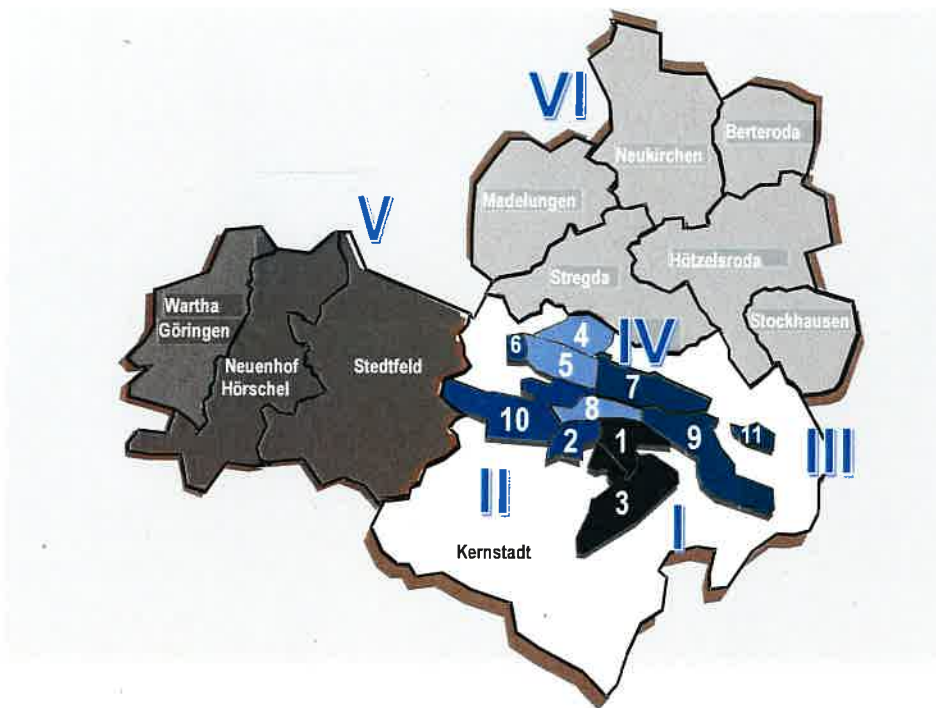 VI
Berteroda
Neukirchen
Madelungen
V
Hötzelsroda
Stregda
Wartha
Göringen
Stockhausen
4
IV
6
5
Neuenhof
Hörschel
Stedtfeld
7
8
10
2
1
9
11
III
II
3
I
Kernstadt